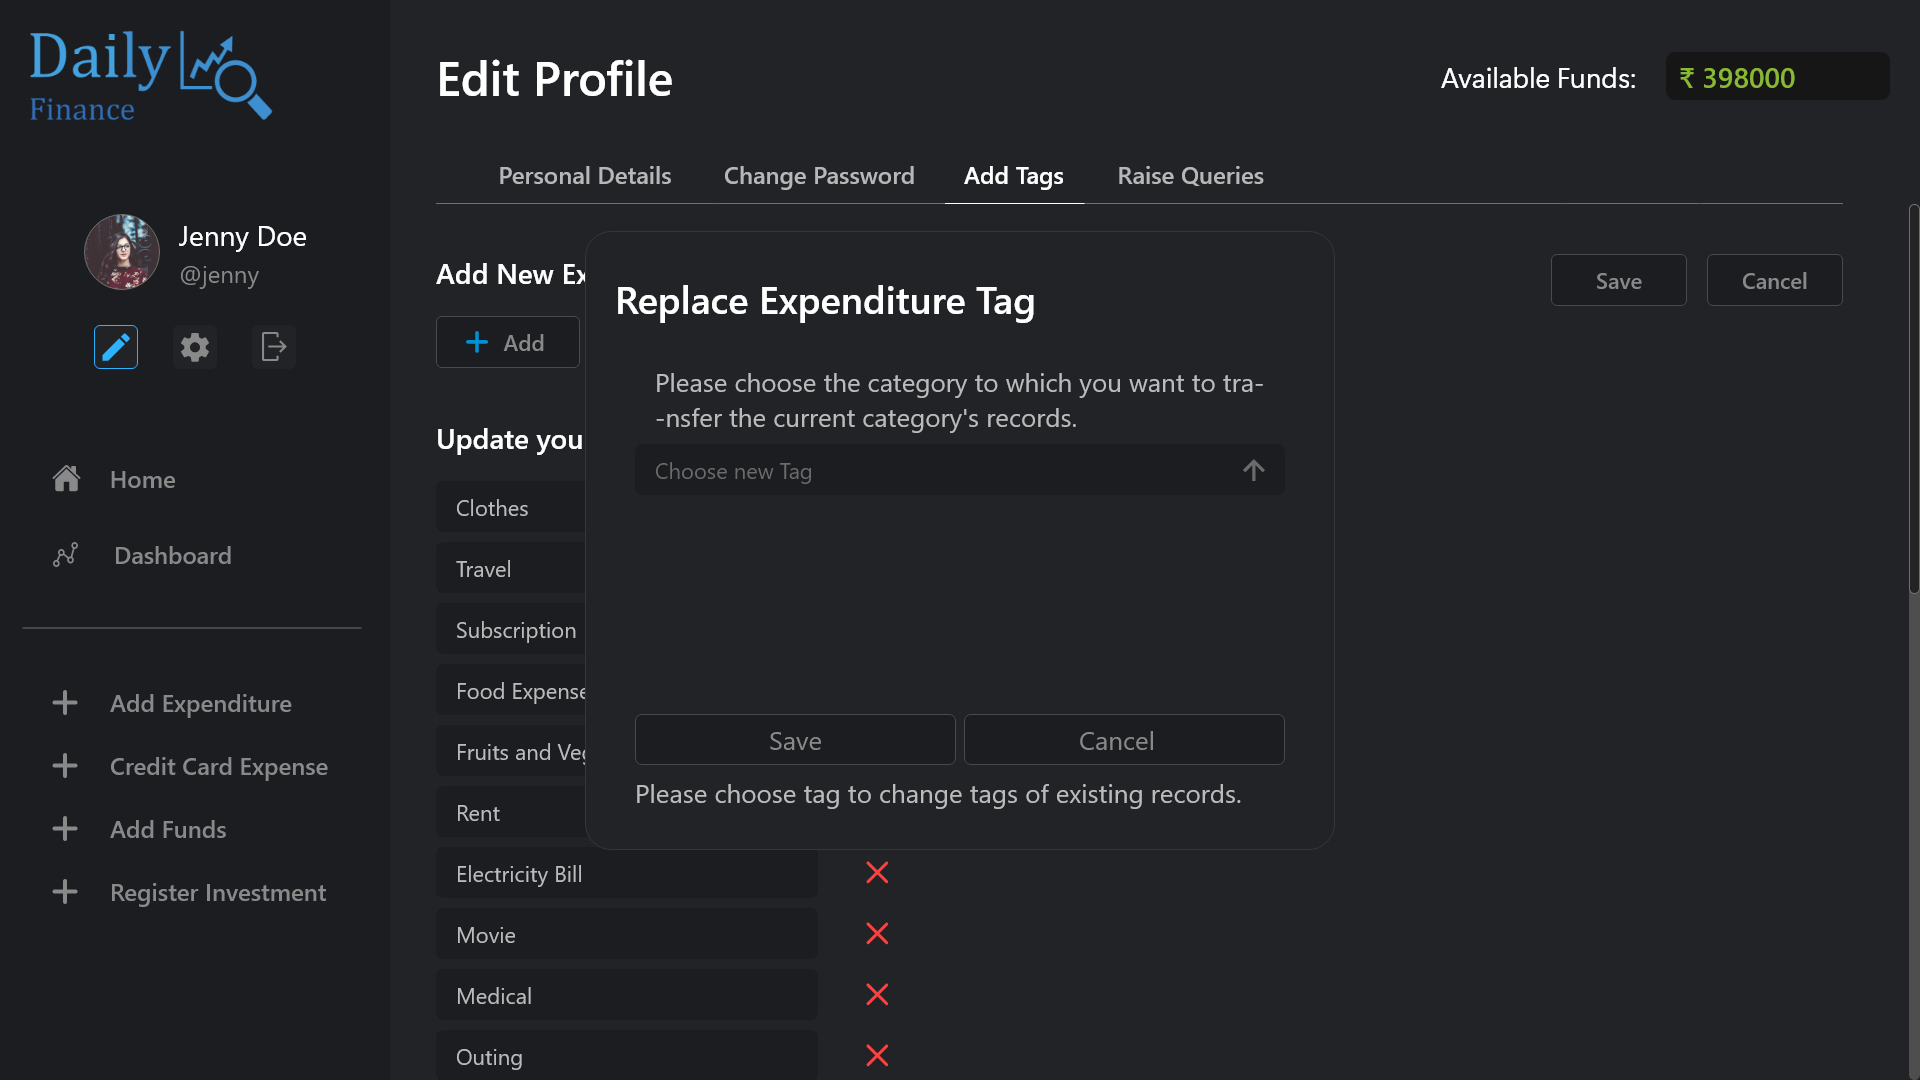 Daily
Finance
Jenny Doe
@jenny
Home
Dashboard
Add Expenditure
Credit Card Expense
Add Funds
Register Investment
Edit Profile
Available Funds:
₹ 398000
Personal Details
Change Password
Add Tags
Raise Queries
Add New Ex
Add
Save
Cancel
Update you
Clothes
Travel
Subscription
Food Expense
Fruits and Veg
Rent
Electricity Bill
Movie
Medical
Outing
Replace Expenditure Tag
Please choose the category to which you want to tra-
-nsfer the current category's records.
Choose new Tag
Save
Cancel
Please choose tag to change tags of existing records.